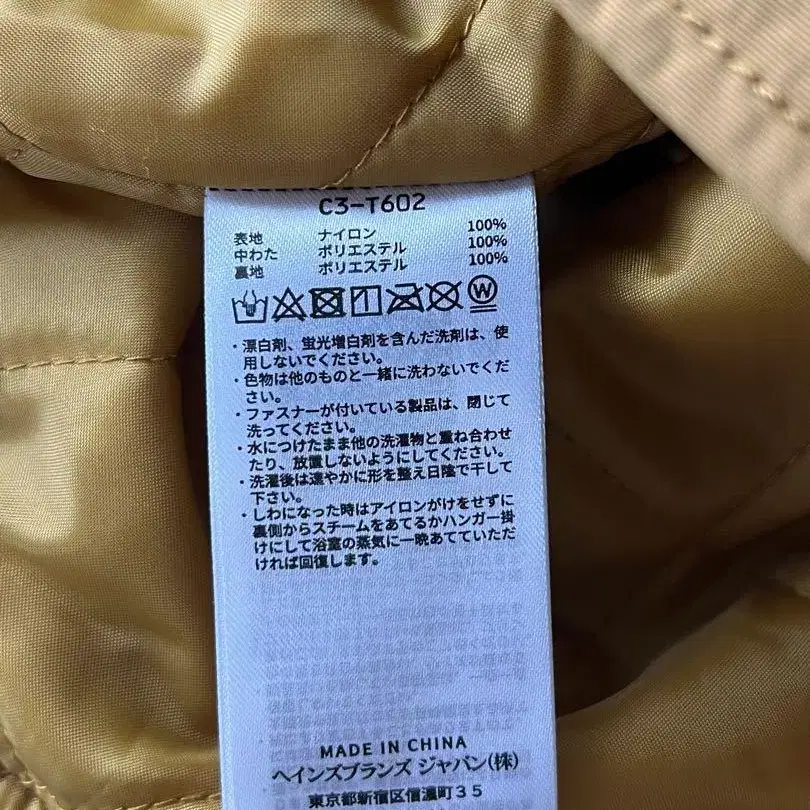 C3-T602
表地 ナイロン 100%
中わた ポリエステル 100%
裏地 ポリエステル 100%
W
・漂白剤、蛍光増白剤を含んだ洗剤は、使
用しないでください。
・色物は他のものと一緒に洗わないでくだ
さい。
・ファスナーが付いている製品は、閉じて
洗ってください。
・水につけたまま他の洗濯物と重ね合わせ
たり、放置しないようにしてください。
・洗濯後は速やかに形を整え日陰で干して
下さい。
・しわになった時はアイロンがけをせずに
裏側からスチームをあてるかハンガー掛
けにして浴室の蒸気に一晩あてていただ
ければ回復します。
MADE IN CHINA
ヘインズブランズ ジャパン(株)
東京都新宿区信濃町35